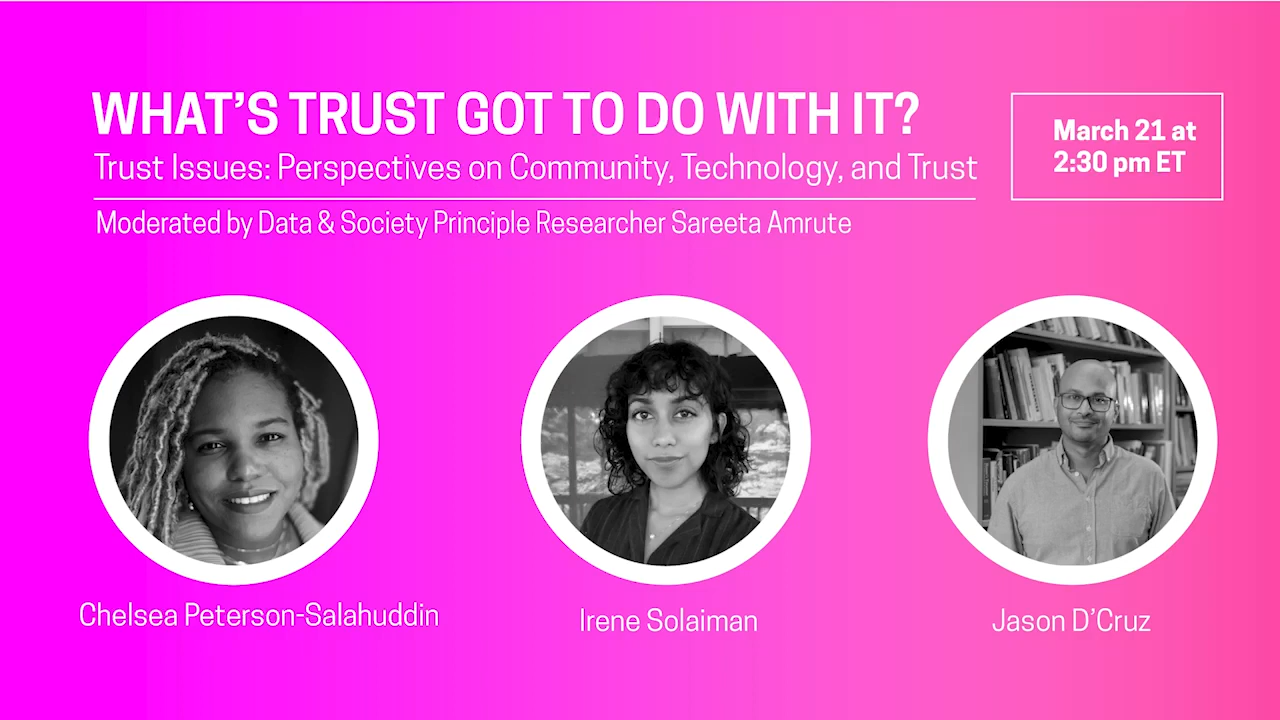 WHAT’S TRUST GOT TO DO WITH IT?
Trust Issues: Perspectives on Community, Technology, and Trust
Moderated by Data & Society Principle Researcher Sareeta Amrute
March 21 at
2:30 pm ET
Chelsea Peterson-Salahuddin
Irene Solaiman
Jason D’Cruz